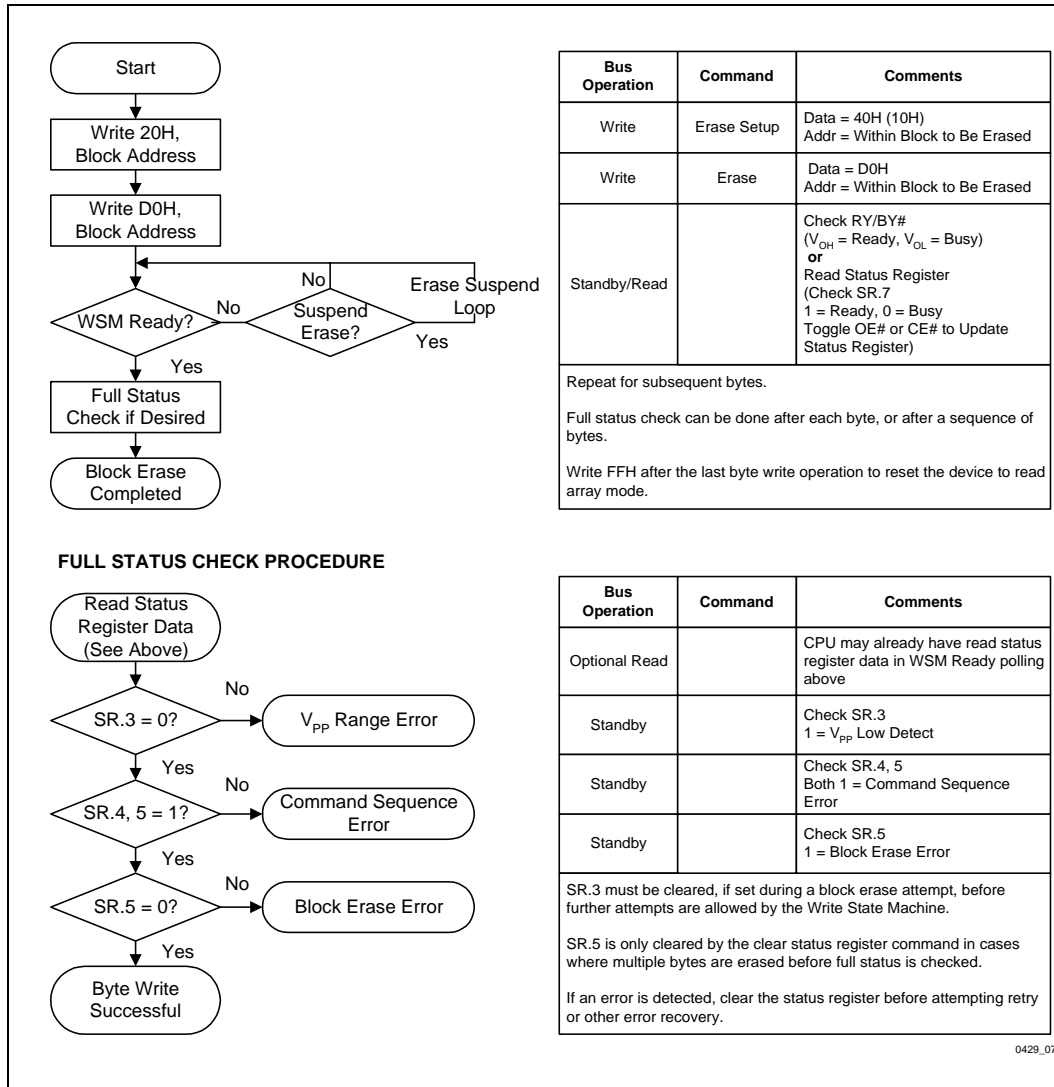 Start
Write 20H,
Block Address
Write D0H,
Block Address
No
Erase Suspend
Loop
WSM Ready?
No
Suspend
Erase?
Yes
Yes
Full Status
Check if Desired
Block Erase
Completed
Bus
Operation
Command
Comments
Write
Erase Setup
Data = 40H (10H)
Addr = Within Block to Be Erased
Write
Erase
Data = D0H
Addr = Within Block to Be Erased
Standby/Read
Check RY/BY#
(VOH = Ready, VOL = Busy)
or
Read Status Register
(Check SR.7
1 = Ready, 0 = Busy
Toggle OE# or CE# to Update
Status Register)
Repeat for subsequent bytes.
Full status check can be done after each byte, or after a sequence of
bytes.
Write FFH after the last byte write operation to reset the device to read
array mode.
FULL STATUS CHECK PROCEDURE
Read Status
Register Data
(See Above)
No
SR.3 = 0?
VPP Range Error
Yes
No
SR.4, 5 = 1?
Command Sequence
Error
Yes
No
SR.5 = 0?
Block Erase Error
Yes
Byte Write
Successful
Bus
Operation
Command
Comments
Optional Read
CPU may already have read status
register data in WSM Ready polling
above
Standby
Check SR.3
1 = VPP Low Detect
Standby
Check SR.4, 5
Both 1 = Command Sequence
Error
Standby
Check SR.5
1 = Block Erase Error
SR.3 must be cleared, if set during a block erase attempt, before
further attempts are allowed by the Write State Machine.
SR.5 is only cleared by the clear status register command in cases
where multiple bytes are erased before full status is checked.
If an error is detected, clear the status register before attempting retry
or other error recovery.
0429_07